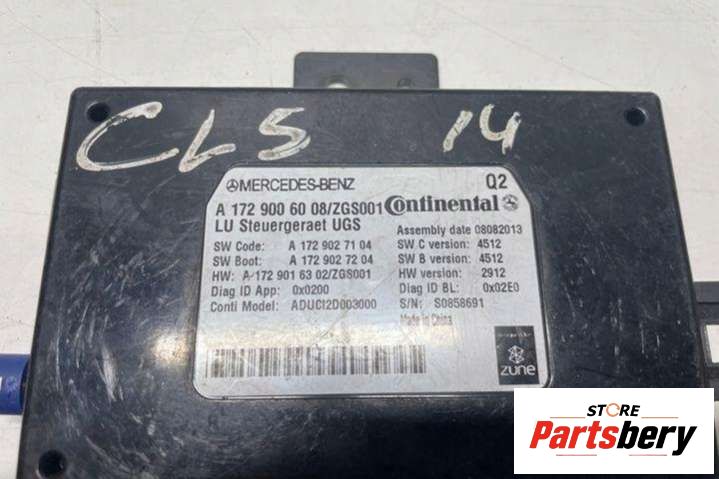 CLS 14
MERCEDES-BENZ Q2
A 172 900 60 08/ZGS001 Continental
LU Steuergeraet UGS Assembly date 08082013
SW Code: A 172 902 71 04 SW C version: 4512
SW Boot: A 172 902 72 04 SW B version: 4512
HW: A-172 901 63 02/ZGS001 HW version: 2912
Diag ID App: 0x0200 Diag ID BL: 0x02E0
Conti Model: ADUCI2D003000 S/N: S0858691
Made in China
zune
STORE
Partsbery